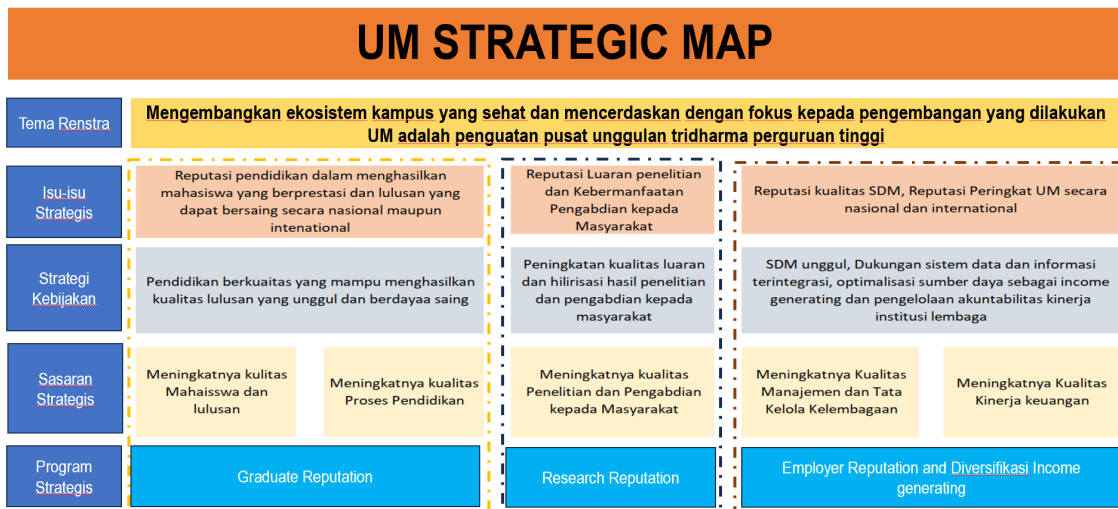 UM STRATEGIC MAP
Tema Renstra
Mengembangkan ekosistem kampus yang sehat dan mencerdaskan dengan fokus kepada pengembangan yang dilakukan
UM adalah penguatan pusat unggulan tridharma perguruan tinggi
Isu-isu
Strategis
Reputasi pendidikan dalam menghasilkan
mahasiswa yang berprestasi dan lulusan yang
dapat bersaing secara nasional maupun
intenational
Reputasi Luaran penelitian
dan Kebermanfaatan
Pengabdian kepada
Masyarakat
Reputasi kualitas SDM, Reputasi Peringkat UM secara
nasional dan international
Strategi
Kebijakan
Pendidikan berkuaitas yang mampu menghasilkan
kualitas lulusan yang unggul dan berdayaa saing
Peningkatan kualitas luaran
dan hilirisasi hasil penelitian
dan pengabdian kepada
masyarakat
SDM unggul, Dukungan sistem data dan informasi
terintegrasi, optimalisasi sumber daya sebagai income
generating dan pengelolaan akuntabilitas kinerja
institusi lembaga
Sasaran
Strategis
Meningkatnya kulitas
Mahaisswa dan
lulusan
Meningkatnya kualitas
Proses Pendidikan
Meningkatnya kualitas
Penelitian dan Pengabdian
kepada Masyarakat
Meningkatnya Kualitas
Manajemen dan Tata
Kelola Kelembagaan
Meningkatnya Kualitas
Kinerja keuangan
Program
Strategis
Graduate Reputation
Research Reputation
Employer Reputation and Diversifikasi Income
generating